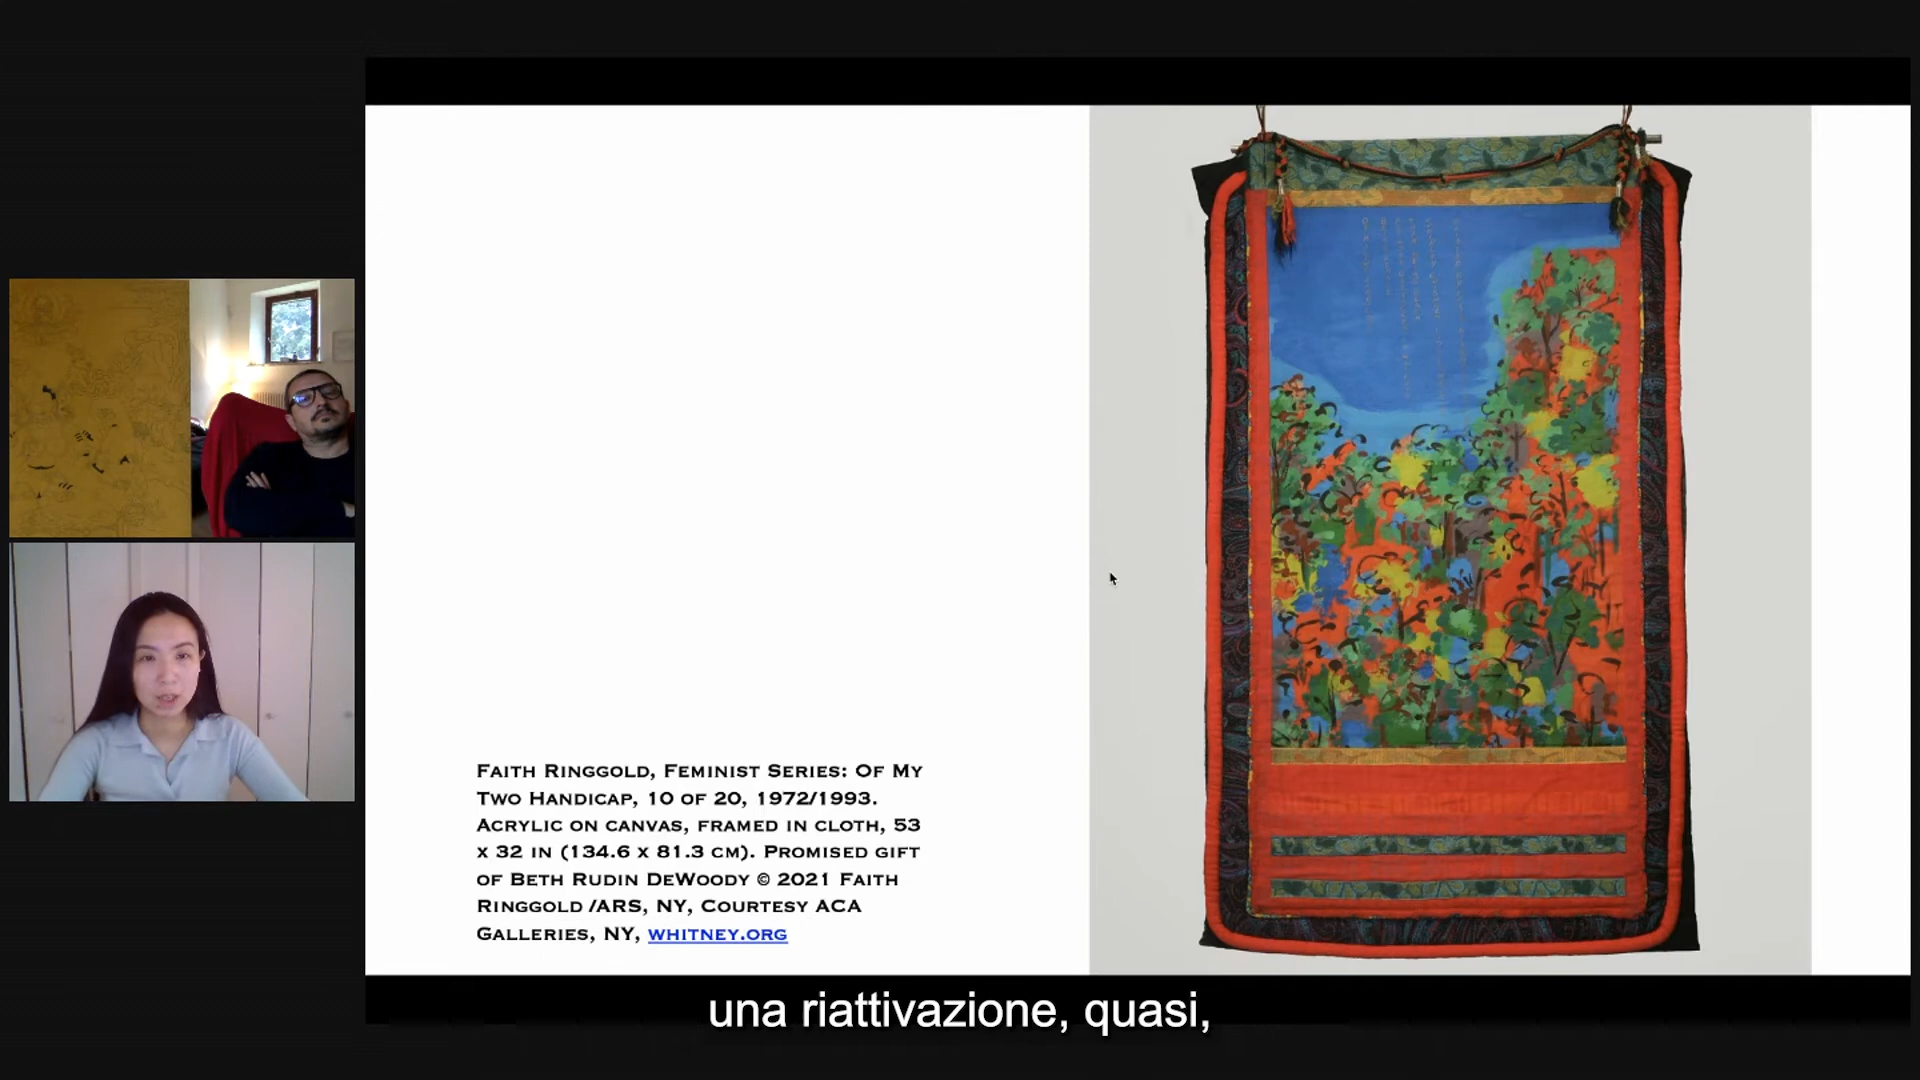 FAITH RINGGOLD, FEMINIST SERIES: OF MY
TWO HANDICAP, 10 OF 20, 1972/1993.
ACRYLIC ON CANVAS, FRAMED IN CLOTH, 53
X 32 IN (134.6 X 81.3 CM). PROMISED GIFT
OF BETH RUDIN DEWOODY © 2021 FAITH
RINGGOLD /ARS, NY, COURTESY ACA
GALLERIES, NY, WHITNEY.ORG
una riattivazione, quasi,